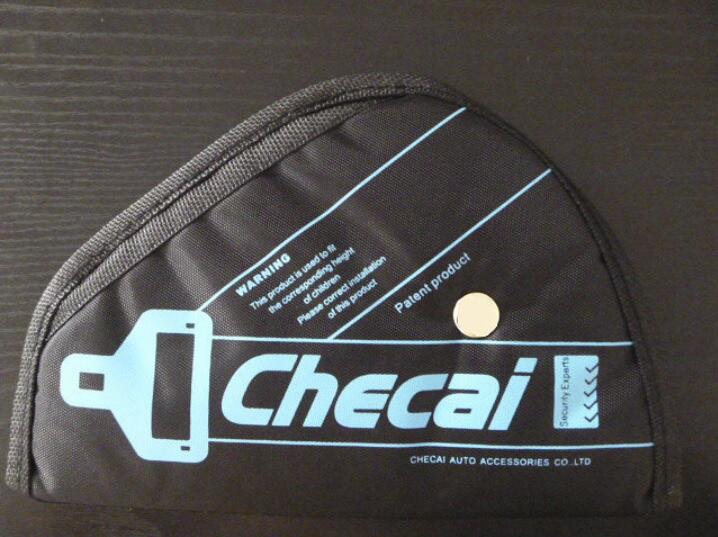 WARNING
This product is used to fit
the corresponding height
of children
Please correct installation
of this product
Patent product
Checai
Security Experts
CHECAI AUTO ACCESSORIES CO.,LTD